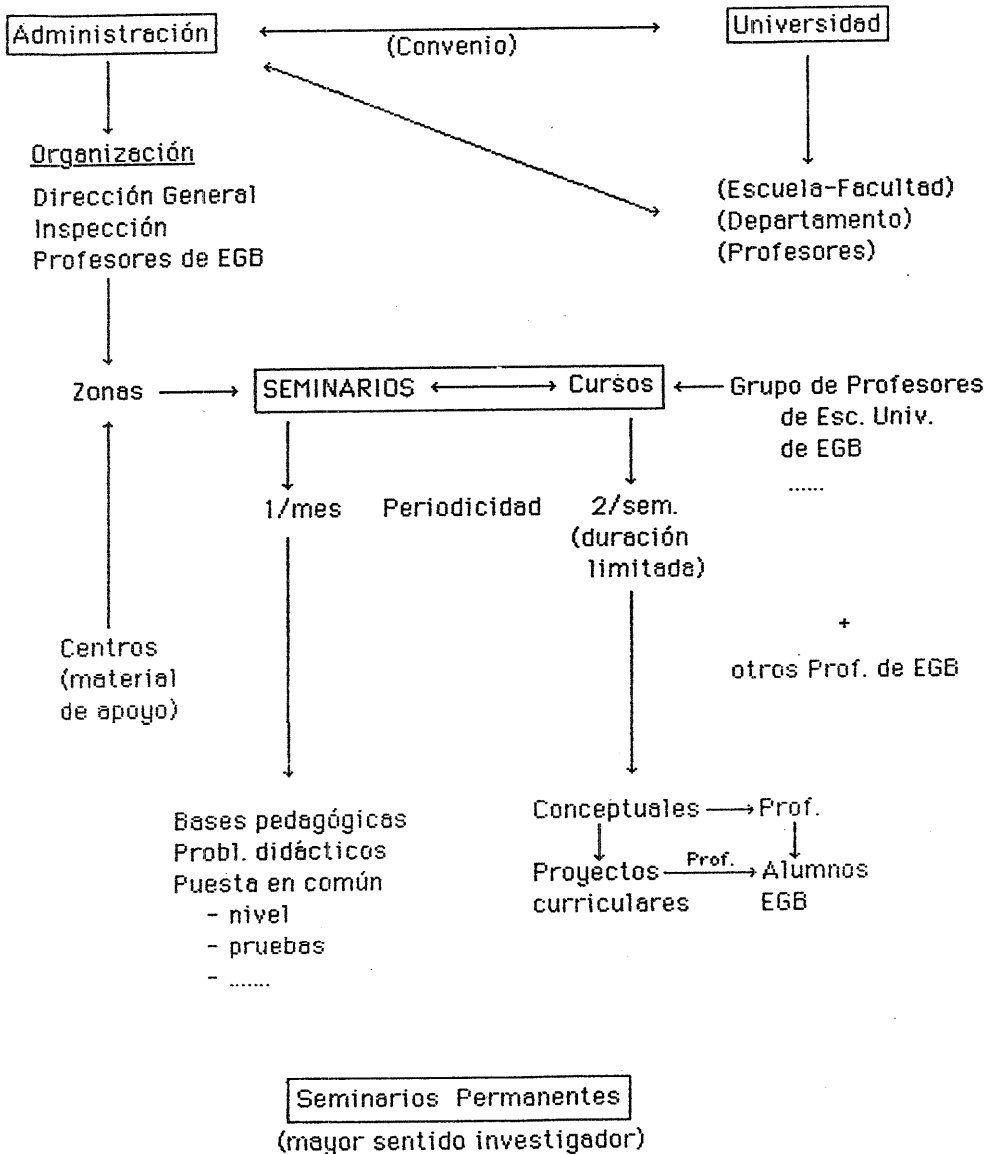 Administración
(Convenio)
Universidad
Organización
Dirección General
Inspección
Profesores de EGB
(Escuela-Facultad)
(Departamento)
(Profesores)
Zonas
SEMINARIOS
Cursos
Grupo de Profesores
de Esc. Univ.
de EGB
......
1/mes
Periodicidad
2/sem.
(duración
limitada)
Centros
(material
de apoyo)
+
otros Prof. de EGB
Bases pedagógicas
Probl. didácticos
Puesta en común
- nivel
- pruebas
- .......
Conceptuales
Prof.
Proyectos
curriculares
Prof.
Alumnos
EGB
Seminarios Permanentes
(mayor sentido investigador)